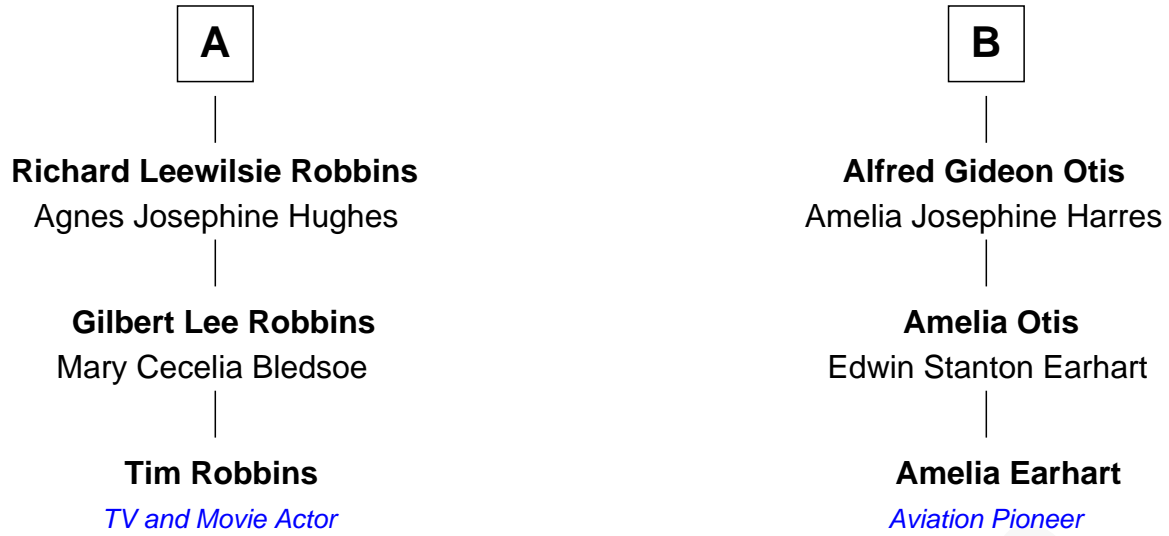 A
Richard Leewilsie Robbins
Agnes Josephine Hughes
Gilbert Lee Robbins
Mary Cecelia Bledsoe
Tim Robbins
TV and Movie Actor
B
Alfred Gideon Otis
Amelia Josephine Harres
Amelia Otis
Edwin Stanton Earhart
Amelia Earhart
Aviation Pioneer